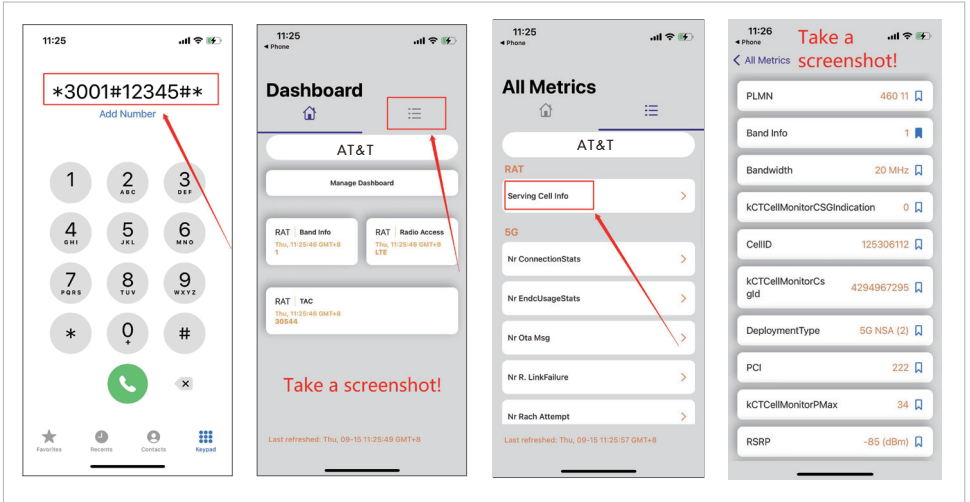 11:25
*3001#12345#*
Add Number
1
2
ABC
3
DEF
4
GHI
5
JKL
6
MNO
7
PQRS
8
TUV
9
WXYZ
*
0
+
#
Favorites
Recents
Contacts
Keypad
11:25
◄ Phone
Dashboard
AT&T
Manage Dashboard
RAT | Band Info
Thu, 11:25:46 GMT+8
1
RAT | Radio Access
Thu, 11:25:46 GMT+8
LTE
RAT | TAC
Thu, 11:25:46 GMT+8
30544
Take a screenshot!
Last refreshed: Thu, 09-15 11:25:49 GMT+8
11:25
◄ Phone
All Metrics
AT&T
RAT
Serving Cell Info
5G
Nr ConnectionStats
Nr EndcUsageStats
Nr Ota Msg
Nr R. LinkFailure
Nr Rach Attempt
Last refreshed: Thu, 09-15 11:25:57 GMT+8
11:26
◄ Phone
Take a
screenshot!
All Metrics
PLMN 460 11
Band Info 1
Bandwidth 20 MHz
kCTCellMonitorCSGIndication 0
CellID 125306112
kCTCellMonitorCs
gId 4294967295
DeploymentType 5G NSA (2)
PCI 222
kCTCellMonitorPMax 34
RSRP -85 (dBm)